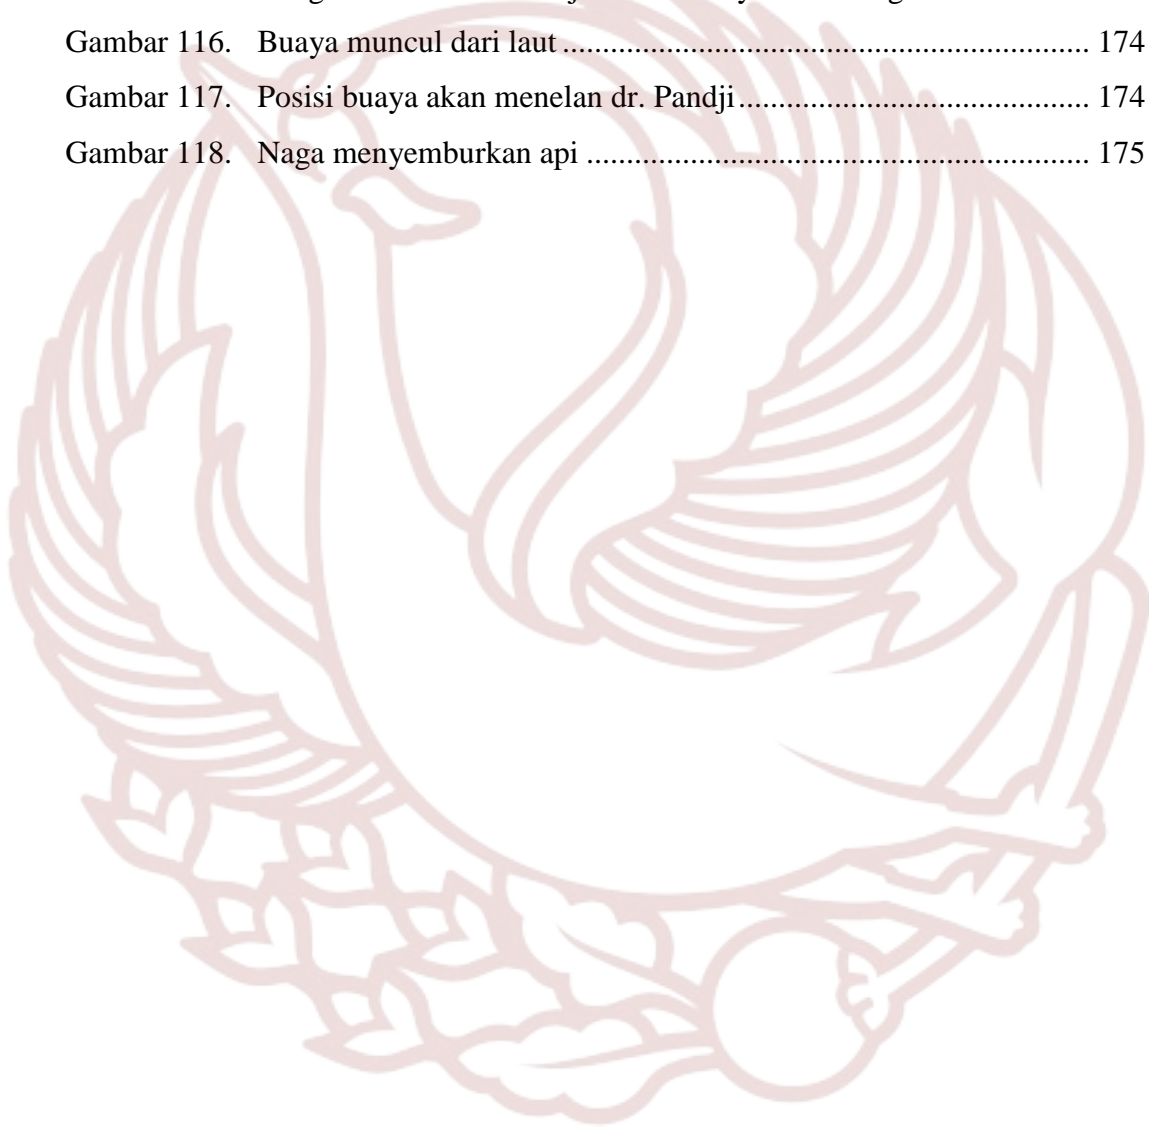 Gambar 116. Buaya muncul dari laut ................................................................. 174
Gambar 117. Posisi buaya akan menelan dr. Pandji........................................... 174
Gambar 118. Naga menyemburkan api .............................................................. 175